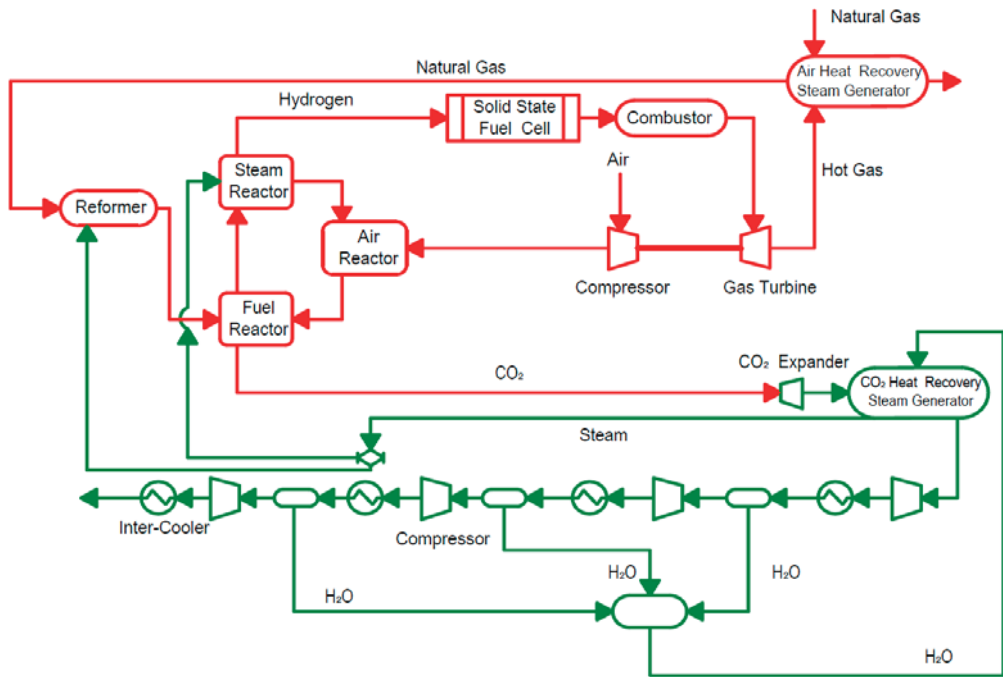 Natural Gas
Natural Gas
Air Heat Recovery
Steam Generator
Hydrogen
Solid State
Fuel Cell
Combustor
Air
Hot Gas
Steam
Reactor
Reformer
Air
Reactor
Compressor
Gas Turbine
Fuel
Reactor
CO₂ Expander
CO₂
CO₂ Heat Recovery
Steam Generator
Steam
Inter-Cooler
Compressor
H₂O
H₂O
H₂O
H₂O